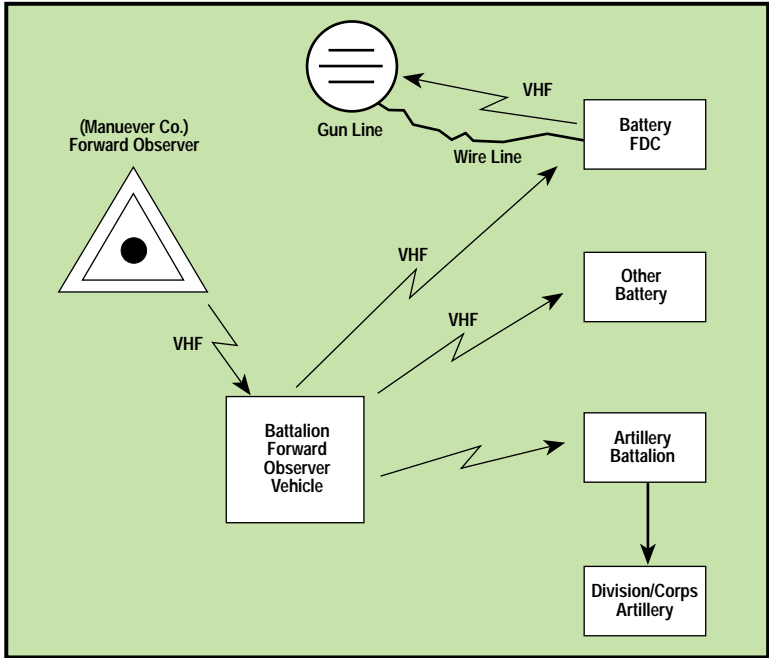 VHF
Gun Line
Battery
FDC
Wire Line
(Manuever Co.)
Forward Observer
VHF
Other
Battery
VHF
VHF
Battalion
Forward
Observer
Vehicle
Artillery
Battalion
Division/Corps
Artillery